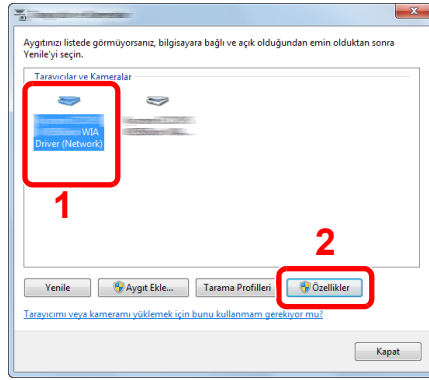 Aygıtınızı listede görmüyorsanız, bilgisayara bağlı ve açık olduğundan emin olduktan sonra
Yenile'yi seçin.
Tarayıcılar ve Kameralar
WIA
Driver (Network)
1
2
Yenile
Aygıt Ekle...
Tarama Profilleri
Özellikler
Tarayıcımı veya kameramı yüklemek için bunu kullanmam gerekiyor mu?
Kapat